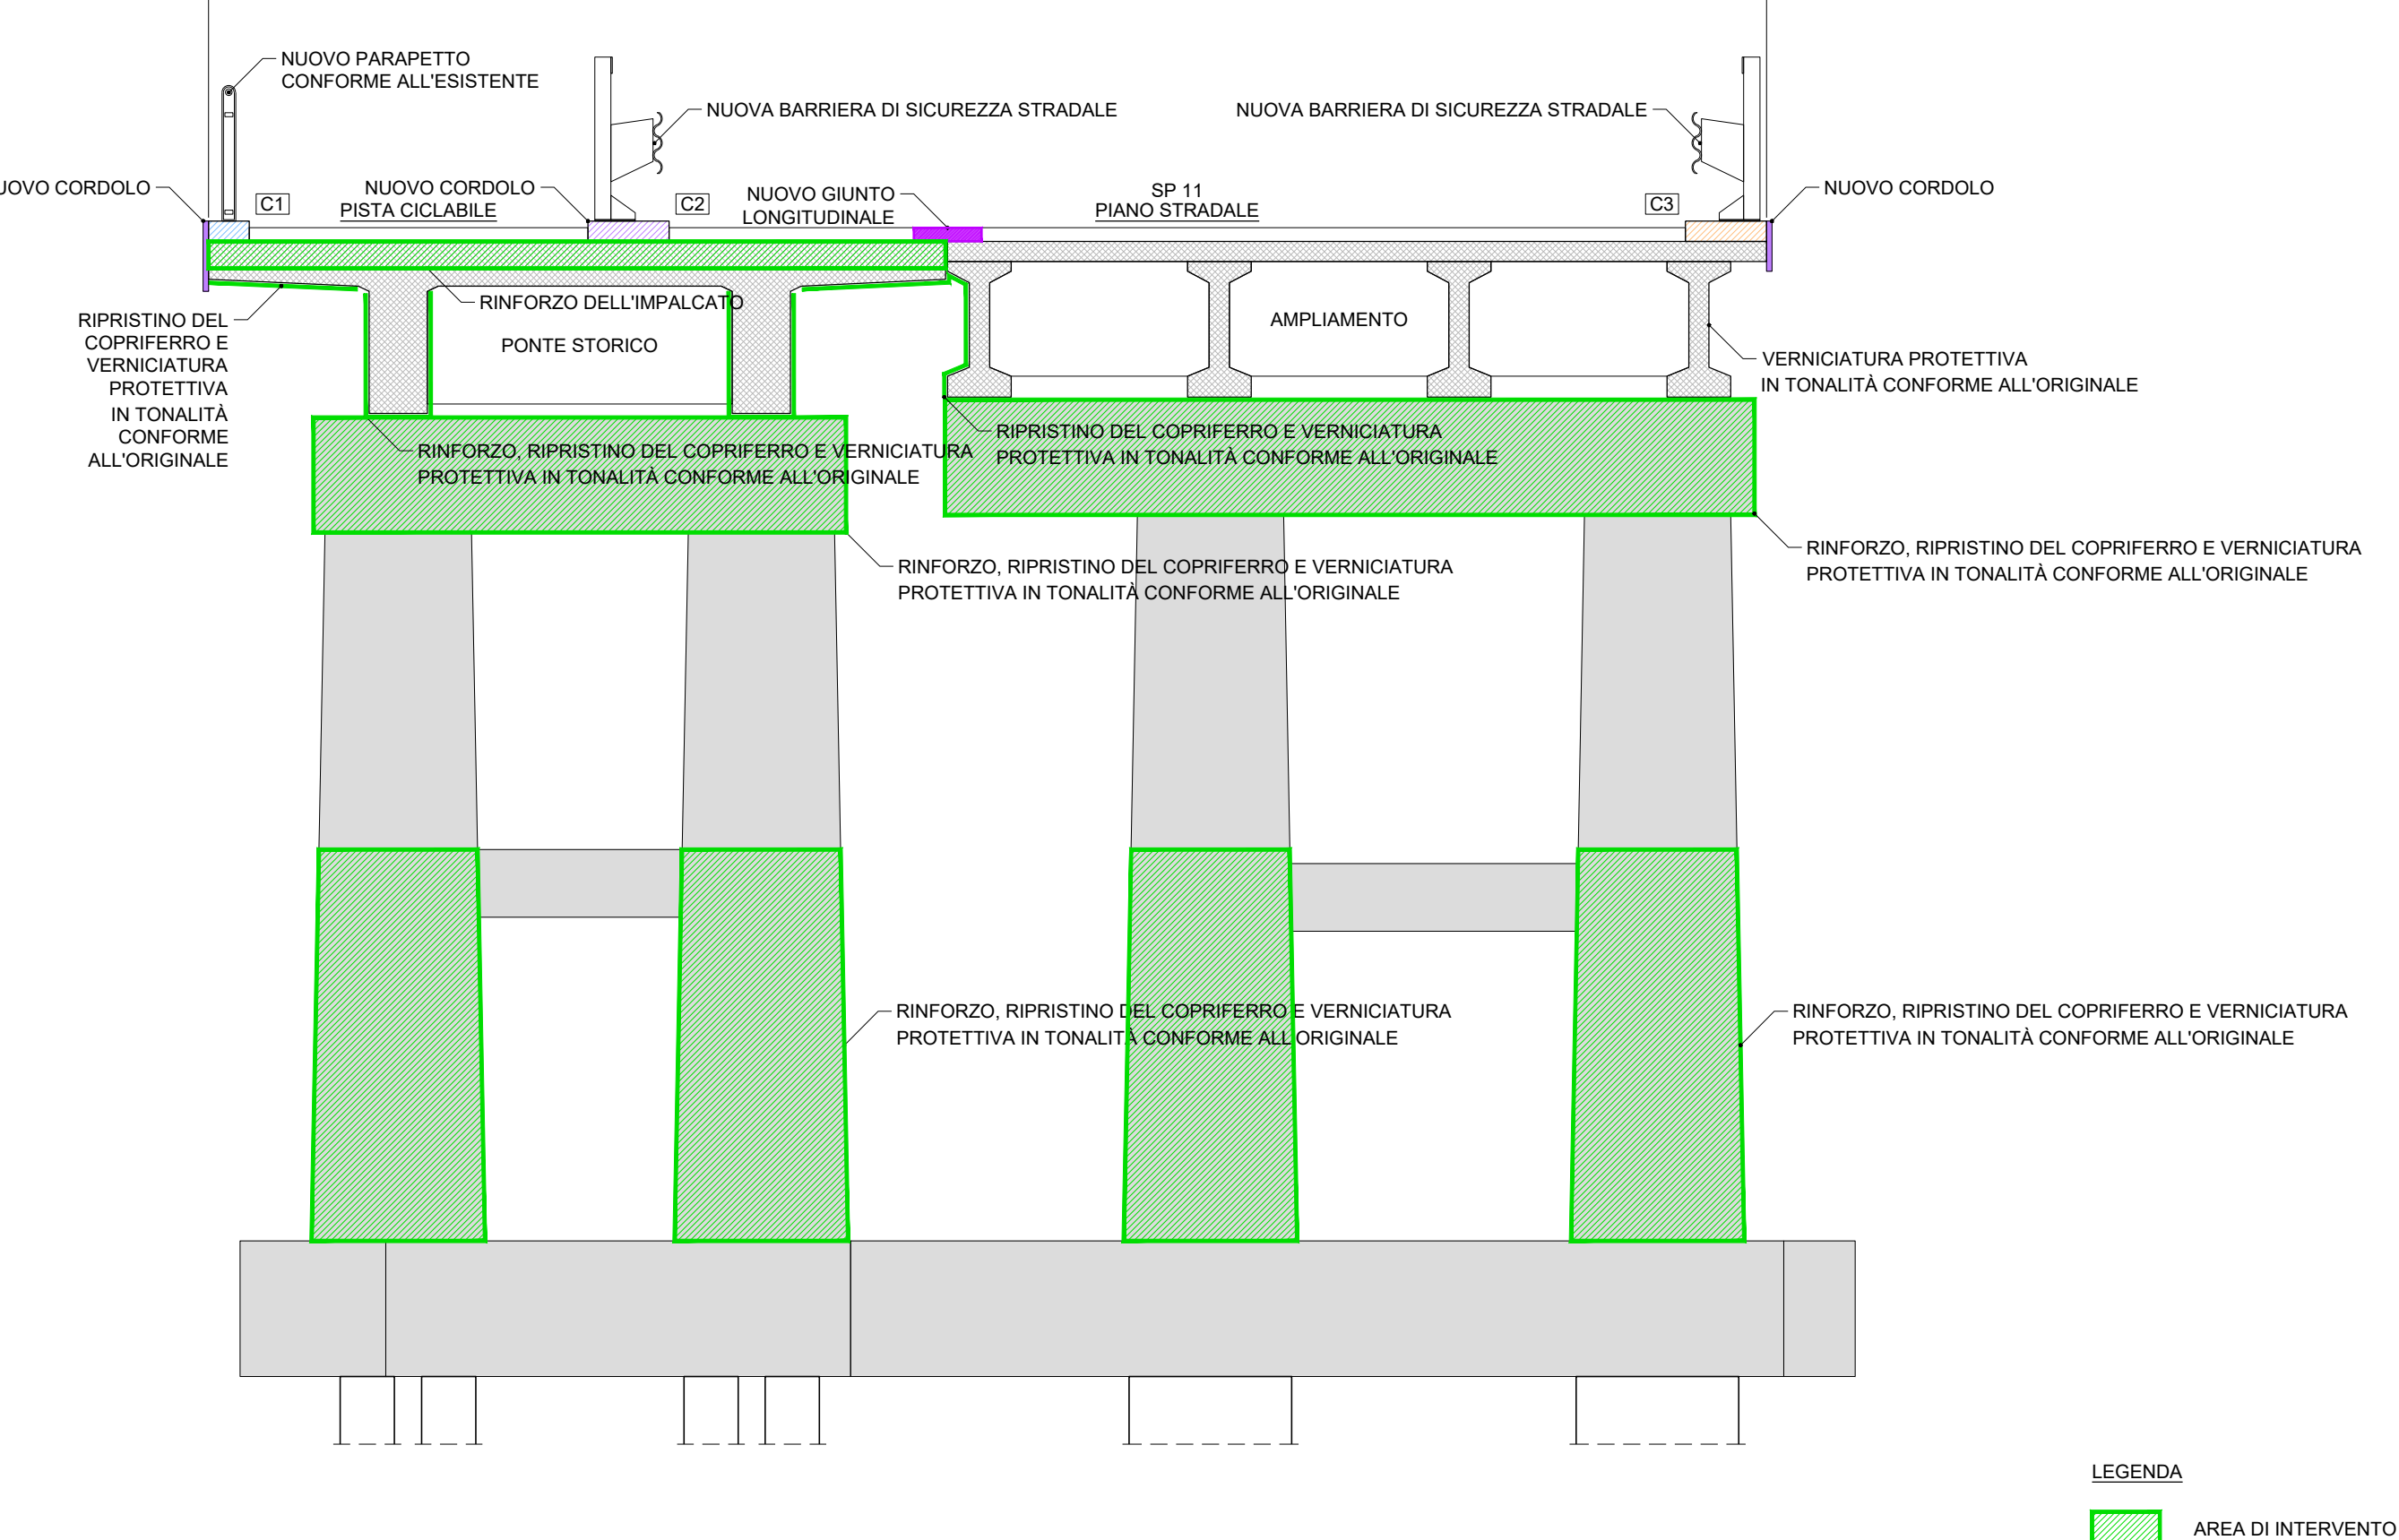 NUOVO PARAPETTO
CONFORME ALL'ESISTENTE
NUOVA BARRIERA DI SICUREZZA STRADALE
NUOVA BARRIERA DI SICUREZZA STRADALE
CORDOLO
C1
NUOVO CORDOLO
PISTA CICLABILE
C2
NUOVO GIUNTO
LONGITUDINALE
SP 11
PIANO STRADALE
C3
NUOVO CORDOLO
RINFORZO DELL'IMPALCATO
PONTE STORICO
AMPLIAMENTO
RIPRISTINO DEL
COPRIFERRO E
VERNICIATURA
PROTETTIVA
IN TONALITÀ
CONFORME
ALL'ORIGINALE
VERNICIATURA PROTETTIVA
IN TONALITÀ CONFORME ALL'ORIGINALE
RINFORZO, RIPRISTINO DEL COPRIFERRO E VERNICIATURA
PROTETTIVA IN TONALITÀ CONFORME ALL'ORIGINALE
RIPRISTINO DEL COPRIFERRO E VERNICIATURA
PROTETTIVA IN TONALITÀ CONFORME ALL'ORIGINALE
RINFORZO, RIPRISTINO DEL COPRIFERRO E VERNICIATURA
PROTETTIVA IN TONALITÀ CONFORME ALL'ORIGINALE
RINFORZO, RIPRISTINO DEL COPRIFERRO E VERNICIATURA
PROTETTIVA IN TONALITÀ CONFORME ALL'ORIGINALE
RINFORZO, RIPRISTINO DEL COPRIFERRO E VERNICIATURA
PROTETTIVA IN TONALITÀ CONFORME ALL'ORIGINALE
RINFORZO, RIPRISTINO DEL COPRIFERRO E VERNICIATURA
PROTETTIVA IN TONALITÀ CONFORME ALL'ORIGINALE
LEGENDA
AREA DI INTERVENTO